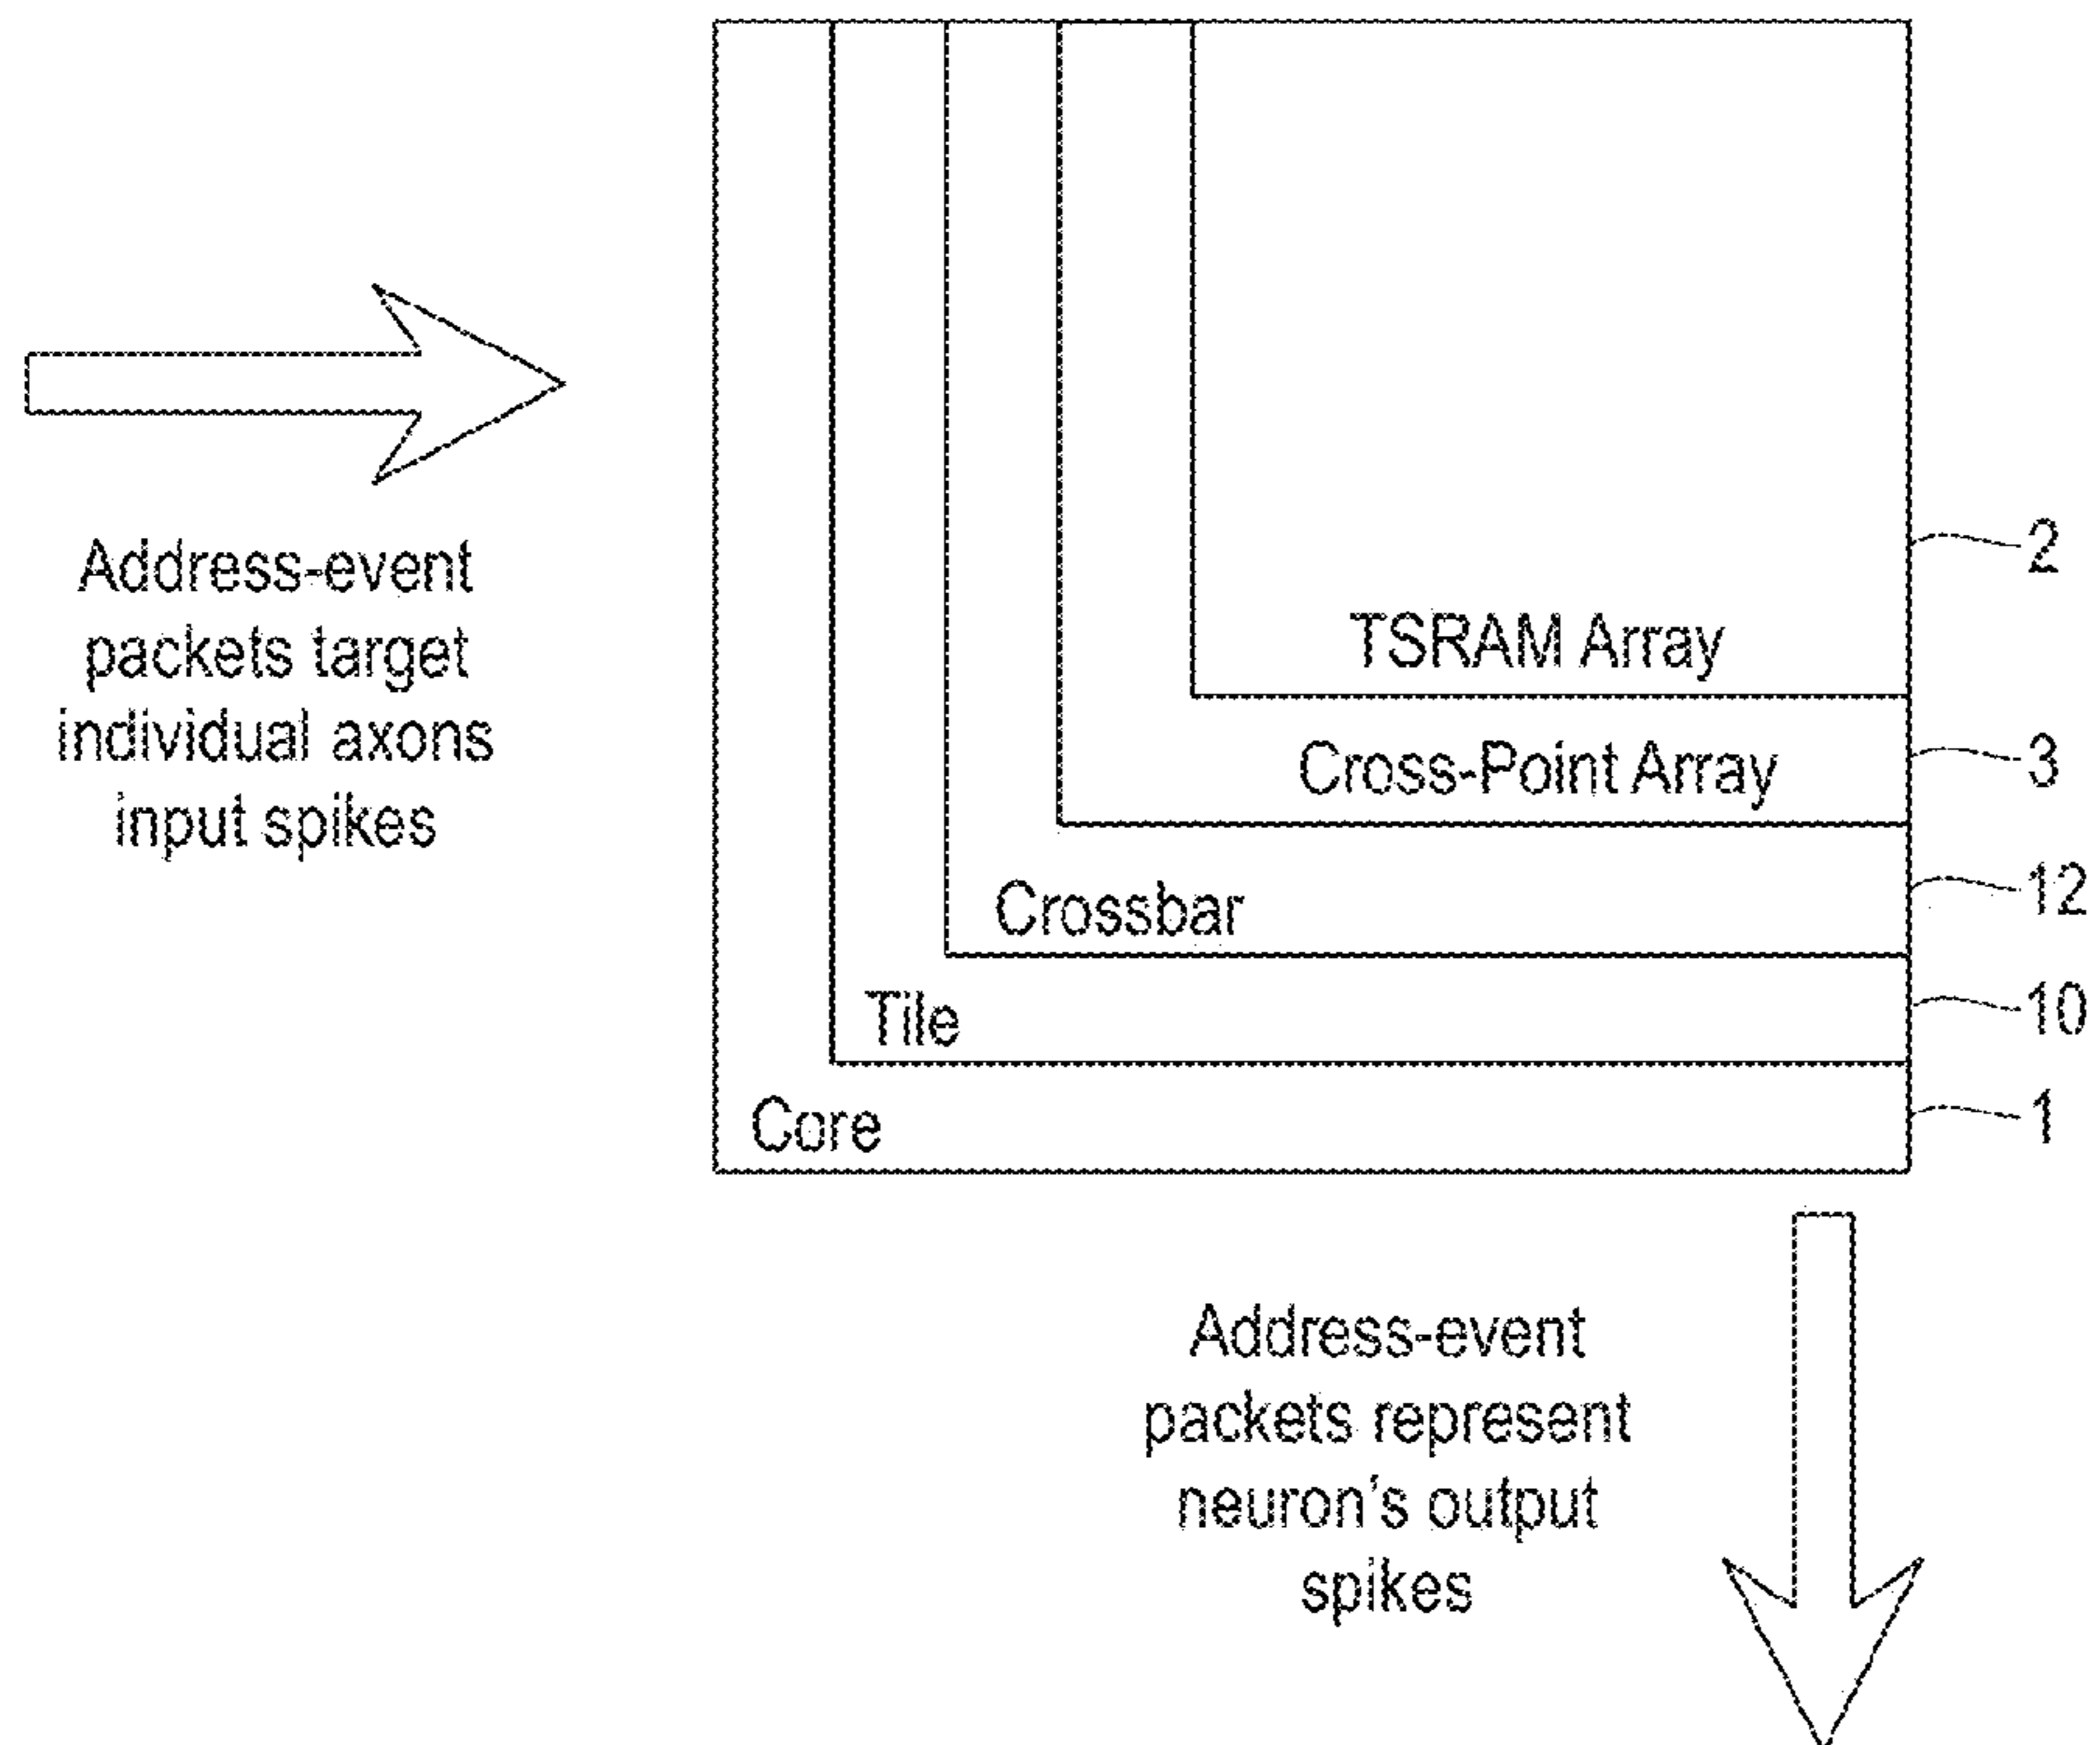 Address-event
packets target
individual axons
input spikes
TSRAM Array
2
Cross-Point Array
3
Crossbar
12
Tile
10
Core
1
Address-event
packets represent
neuron's output
spikes